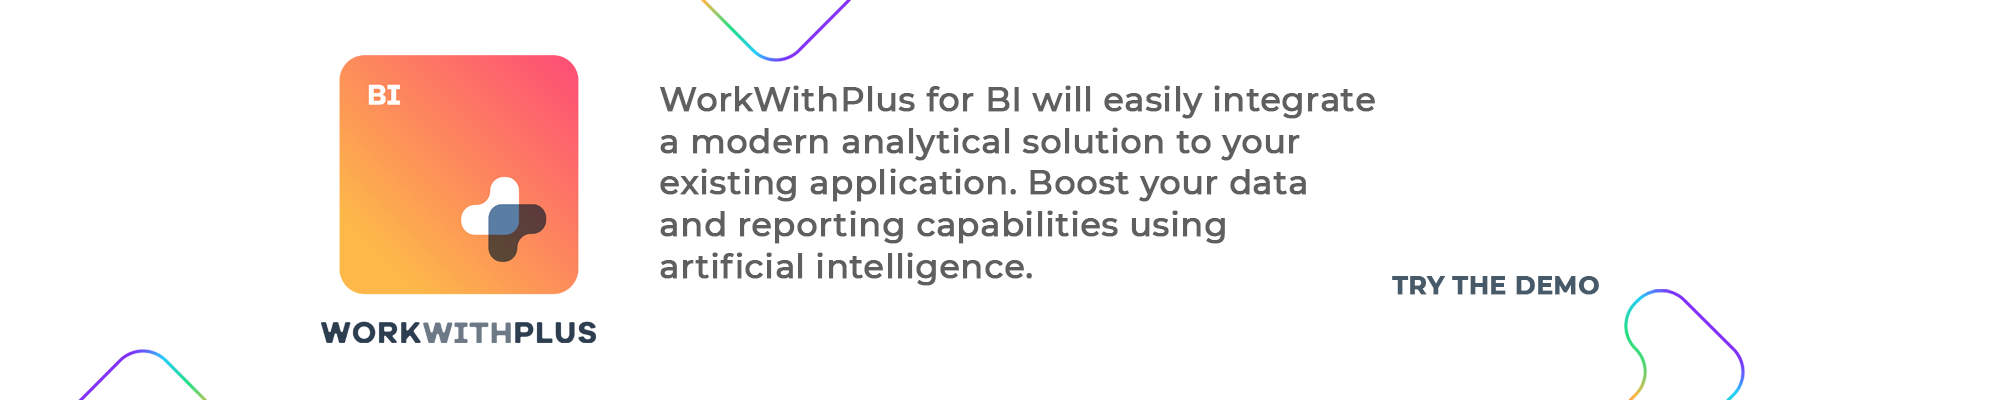 BI
WORKWITHPLUS
WorkWithPlus for BI will easily integrate
a modern analytical solution to your
existing application. Boost your data
and reporting capabilities using
artificial intelligence.
TRY THE DEMO